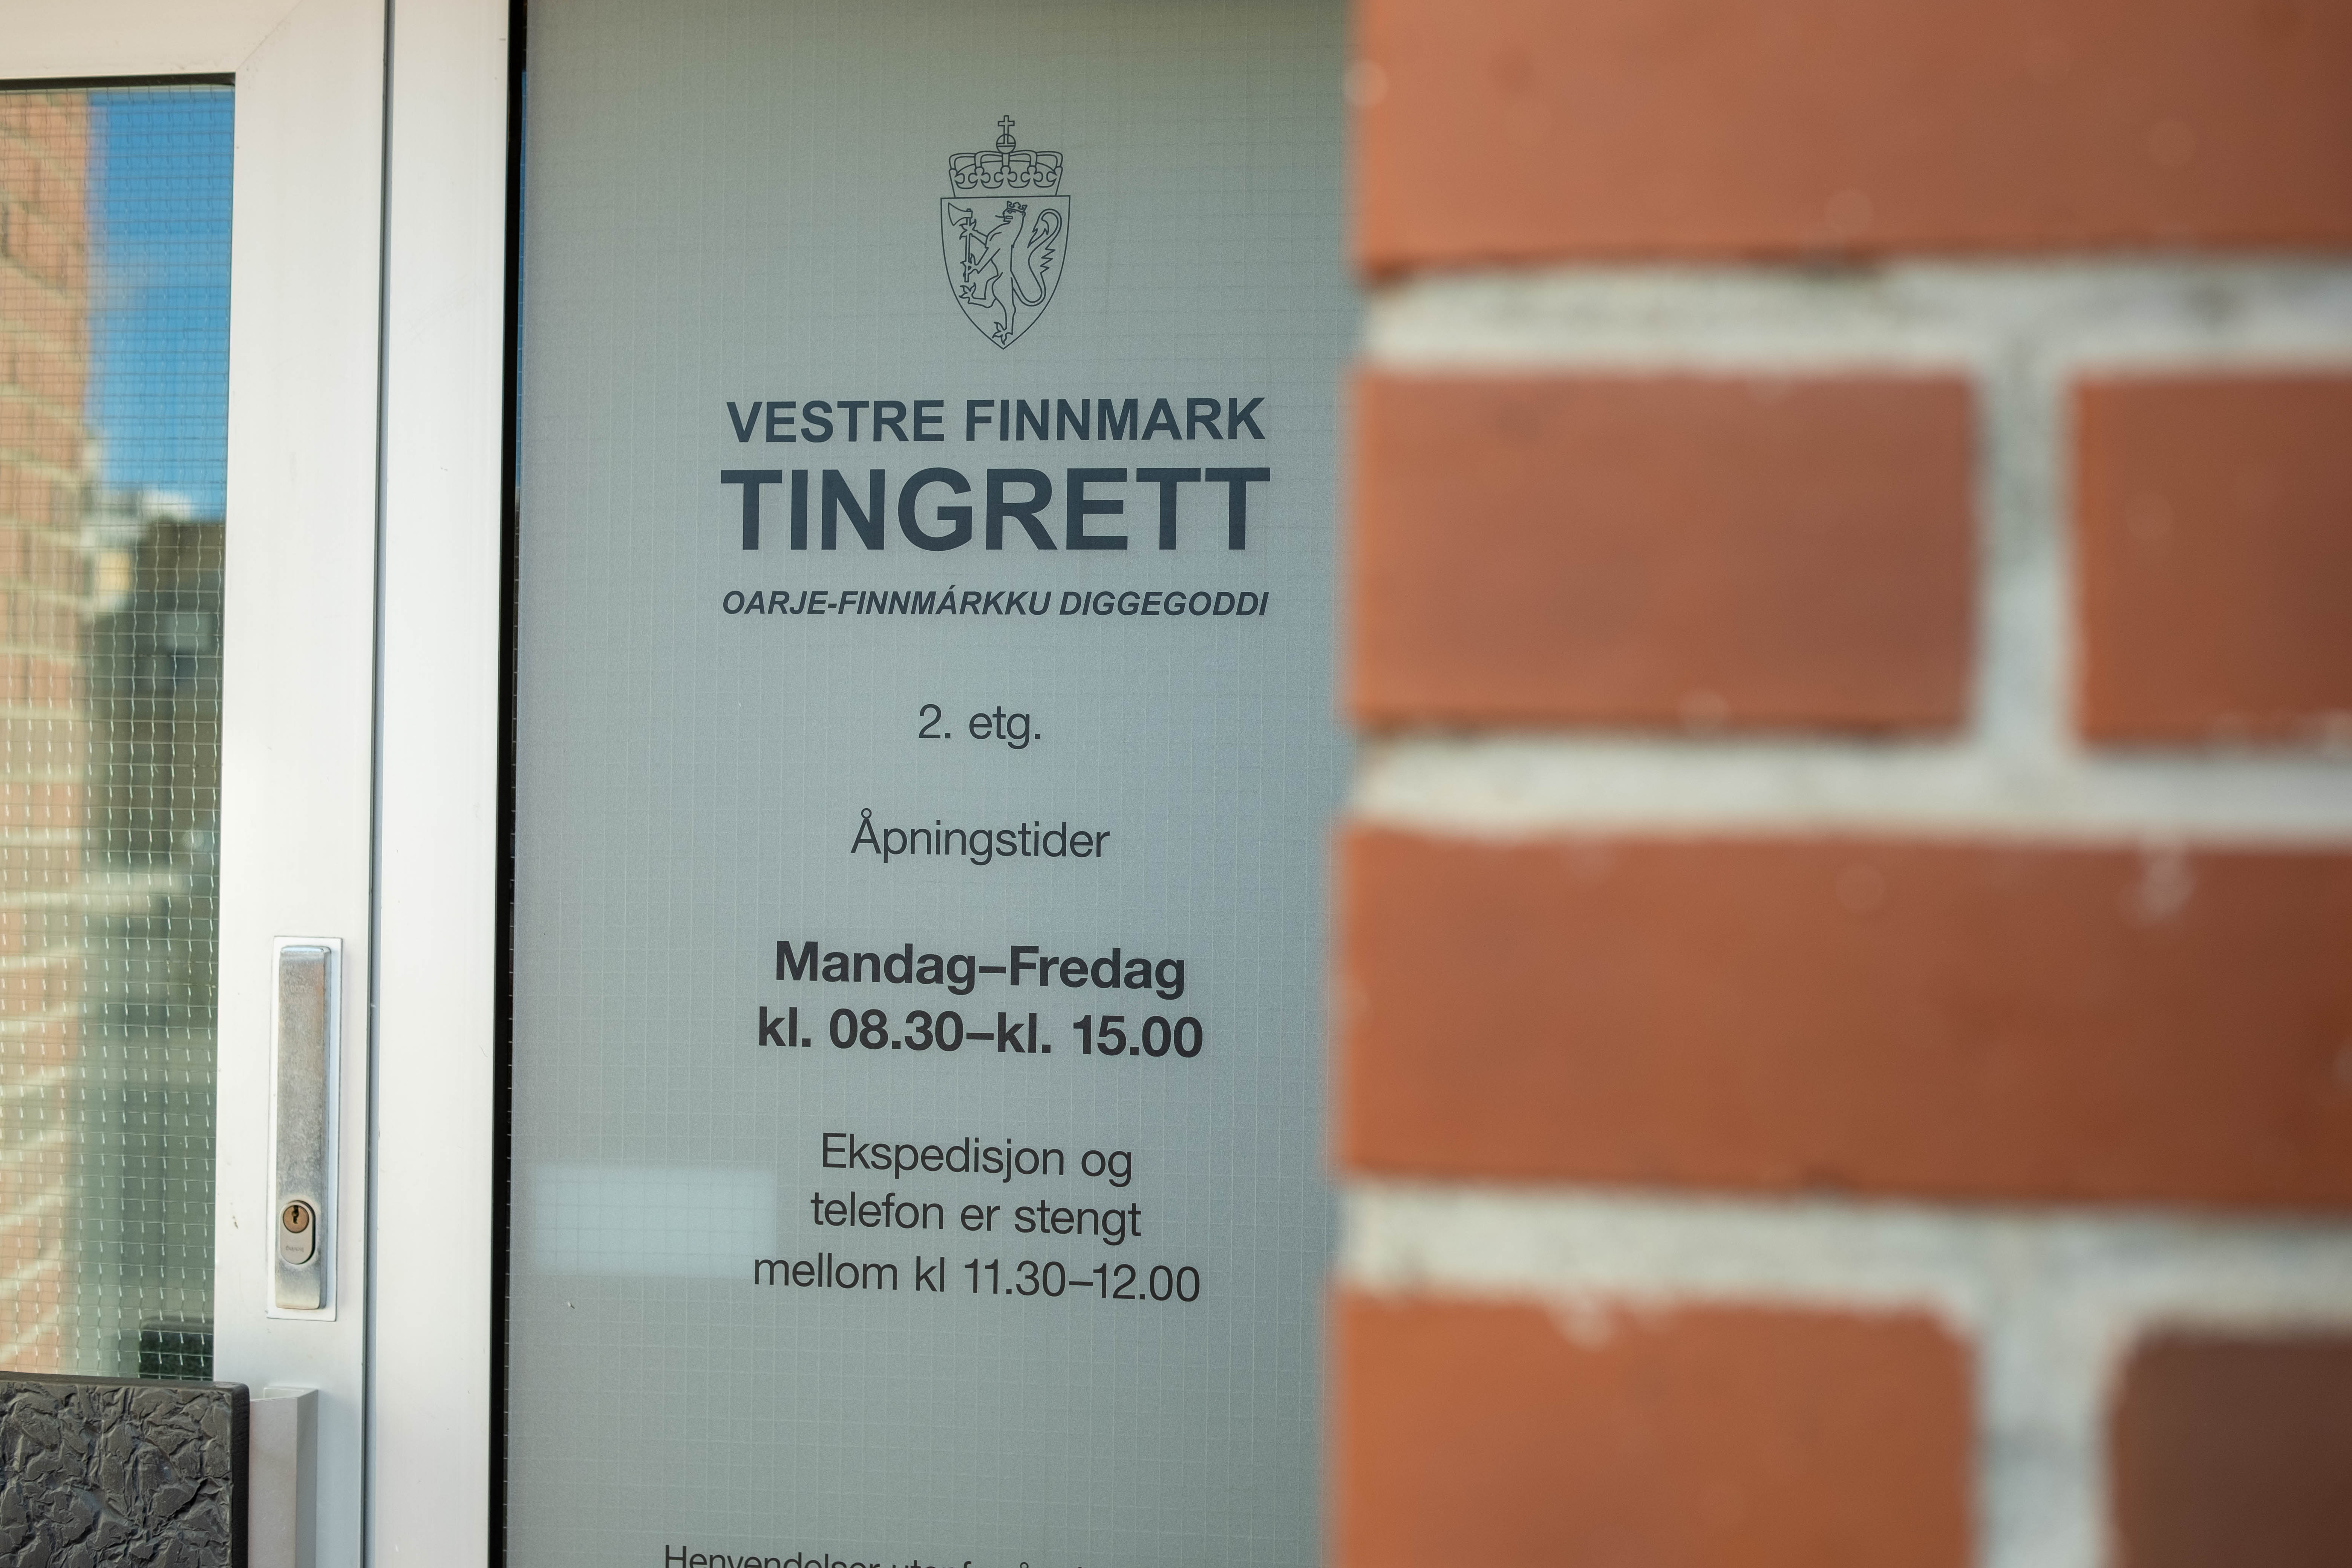 VESTRE FINNMARK
TINGRETT
OARJE-FINNMÁRKKU DIGGEGODDI
2. etg.
Åpningstider
Mandag–Fredag
kl. 08.30–kl. 15.00
Ekspedisjon og
telefon er stengt
mellom kl 11.30–12.00
Henvendelser